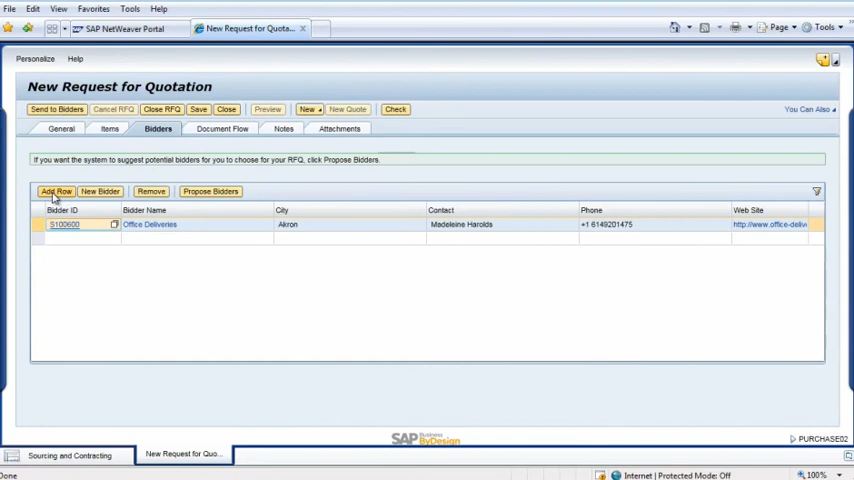 File Edit View Favorites Tools Help
SAP NetWeaver Portal New Request for Quota... Page Tools
Personalize Help
New Request for Quotation
Send to Bidders Cancel RFQ Close RFQ Save Close Preview New New Quote Check You Can Also
General Items Bidders Document Flow Notes Attachments
If you want the system to suggest potential bidders for you to choose for your RFQ, click Propose Bidders.
Add Row New Bidder Remove Propose Bidders
Bidder ID Bidder Name City Contact Phone Web Site
S100600 Office Deliveries Akron Madeleine Harolds +1 6149201475 http://www.office-deliv
SAP Business ByDesign
PURCHASE02
Sourcing and Contracting New Request for Quo...
Done Internet | Protected Mode: Off 100%